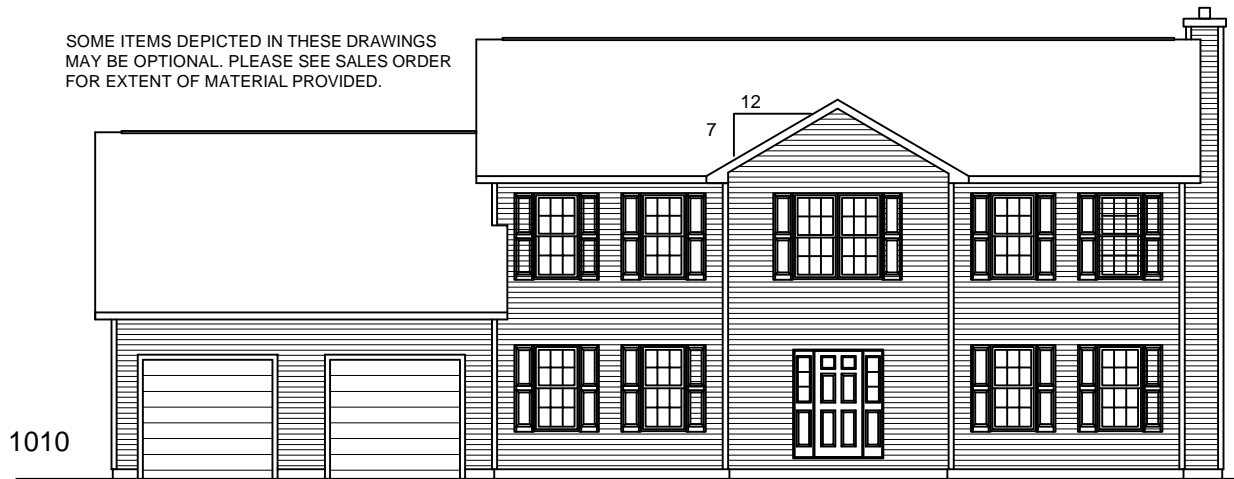 SOME ITEMS DEPICTED IN THESE DRAWINGS
MAY BE OPTIONAL. PLEASE SEE SALES ORDER
FOR EXTENT OF MATERIAL PROVIDED.
12
7
1010